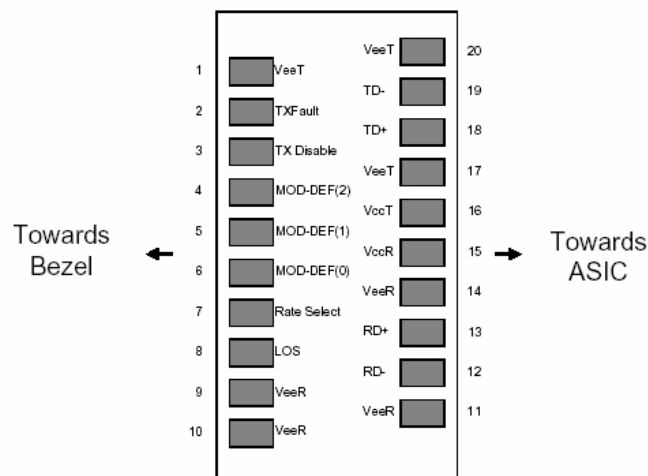 Towards
Bezel
1 VeeT
2 TXFault
3 TX Disable
4 MOD-DEF(2)
5 MOD-DEF(1)
6 MOD-DEF(0)
7 Rate Select
8 LOS
9 VeeR
10 VeeR
VeeT 20
TD- 19
TD+ 18
VeeT 17
VccT 16
VccR 15
VeeR 14
RD+ 13
RD- 12
VeeR 11
Towards
ASIC